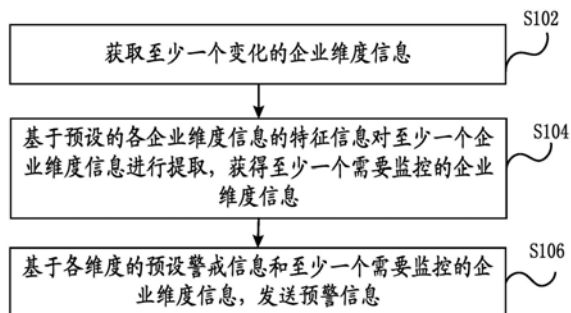 S102
获取至少一个变化的企业维度信息
S104
基于预设的各企业维度信息的特征信息对至少一个企
业维度信息进行提取，获得至少一个需要监控的企业
维度信息
S106
基于各维度的预设警戒信息和至少一个需要监控的企
业维度信息，发送预警信息